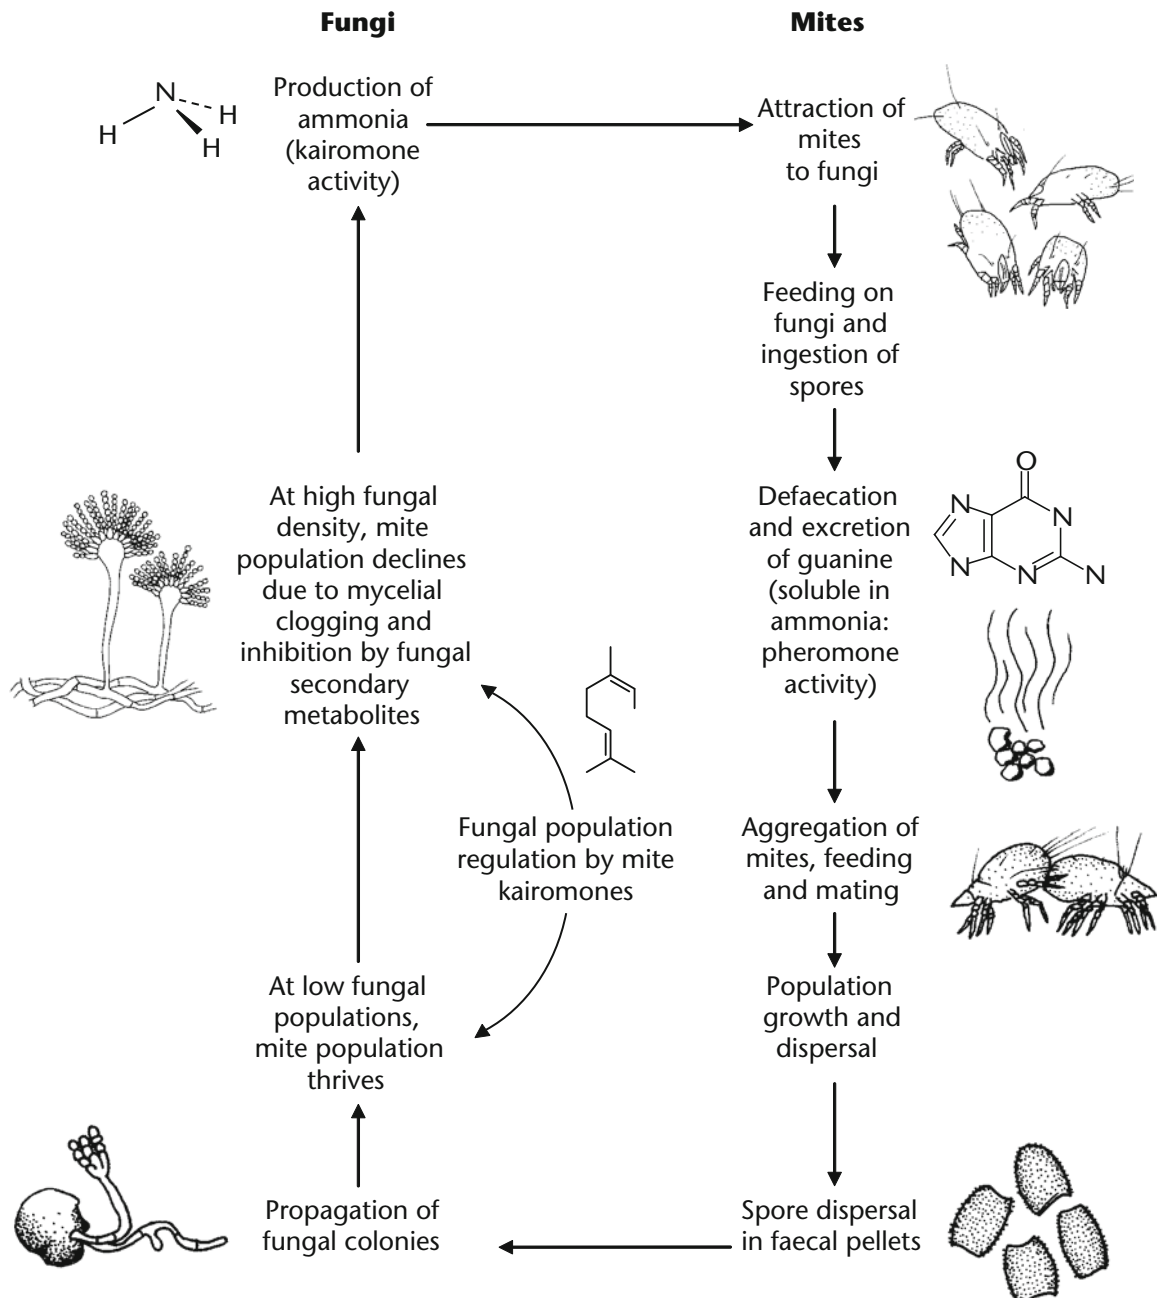 Fungi
Mites
N
H
H
H
Production of
ammonia
(kairomone
activity)
Attraction of
mites
to fungi
Feeding on
fungi and
ingestion of
spores
Defaecation
and excretion
of guanine
(soluble in
ammonia:
pheromone
activity)
O
N
N
N
N
N
Aggregation of
mites, feeding
and mating
Population
growth and
dispersal
Spore dispersal
in faecal pellets
Propagation of
fungal colonies
At low fungal
populations,
mite population
thrives
Fungal population
regulation by mite
kairomones
At high fungal
density, mite
population declines
due to mycelial
clogging and
inhibition by fungal
secondary
metabolites